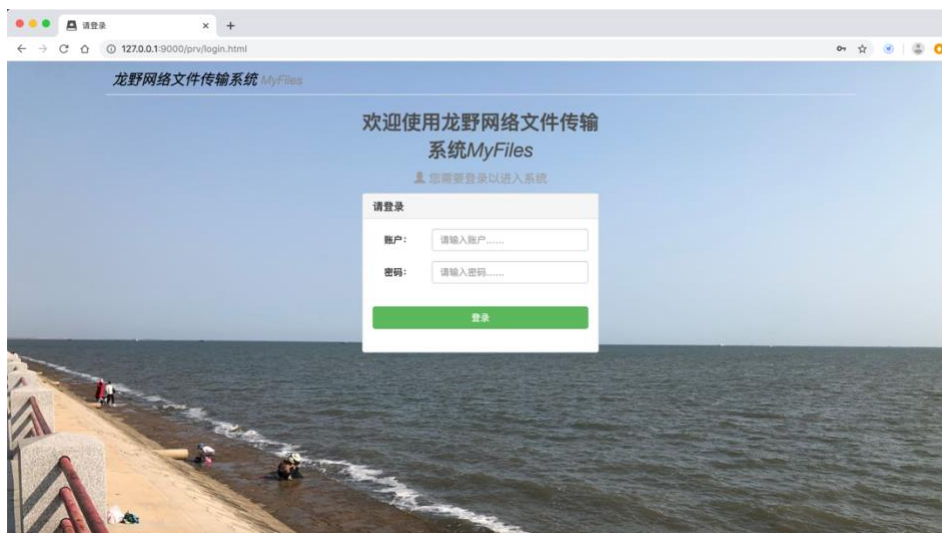 请登录
127.0.0.1:9000/prv/login.html
龙野网络文件传输系统 MyFiles
欢迎使用龙野网络文件传输
系统MyFiles
您需要登录以进入系统
请登录
账户: 请输入账户......
密码: 请输入密码......
登录